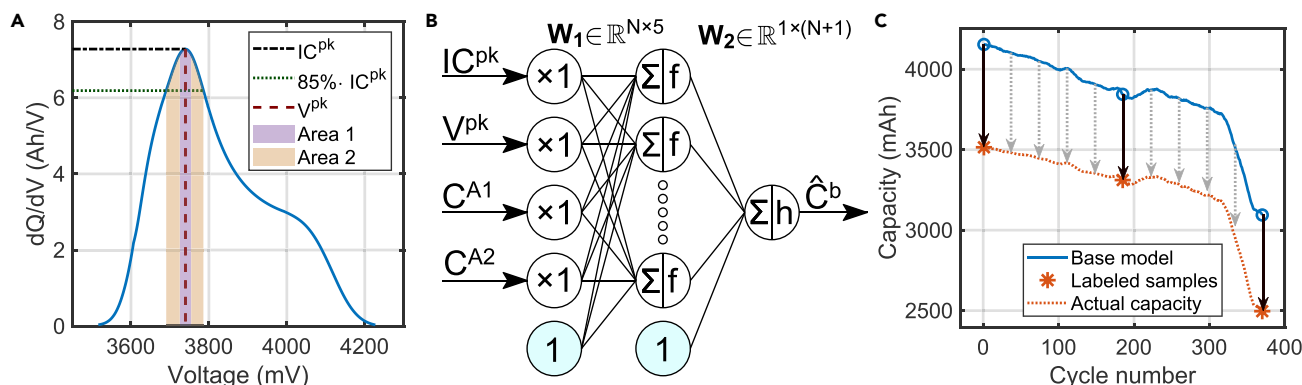 A
8
6
4
2
0
dQ/dV (Ah/V)
3600 3800 4000 4200
Voltage (mV)
IC^pk
85%· IC^pk
V^pk
Area 1
Area 2
B
W₁∈ℝ^N×5
W₂∈ℝ^1×(N+1)
IC^pk ×1 Σ f
V^pk ×1 Σ f
C^A1 ×1
Σ h Ĉ^b
C^A2 ×1 Σ f
1 1
C
4000
3500
3000
2500
Capacity (mAh)
Base model
Labeled samples
Actual capacity
0 100 200 300 400
Cycle number